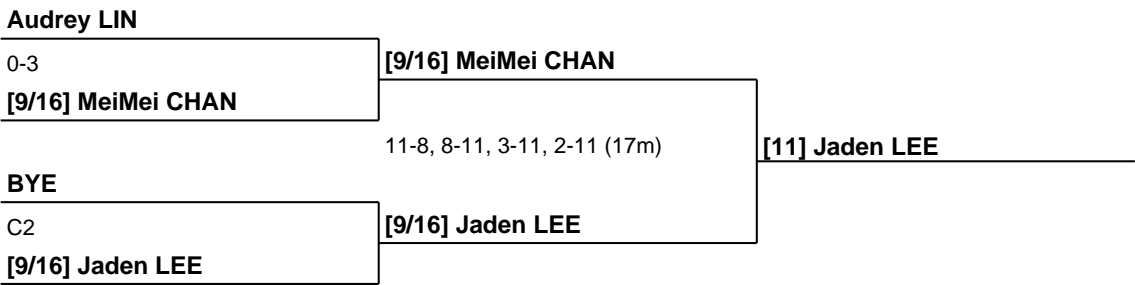 Audrey LIN
0-3
[9/16] MeiMei CHAN
[9/16] MeiMei CHAN
11-8, 8-11, 3-11, 2-11 (17m)
[11] Jaden LEE
BYE
C2
[9/16] Jaden LEE
[9/16] Jaden LEE